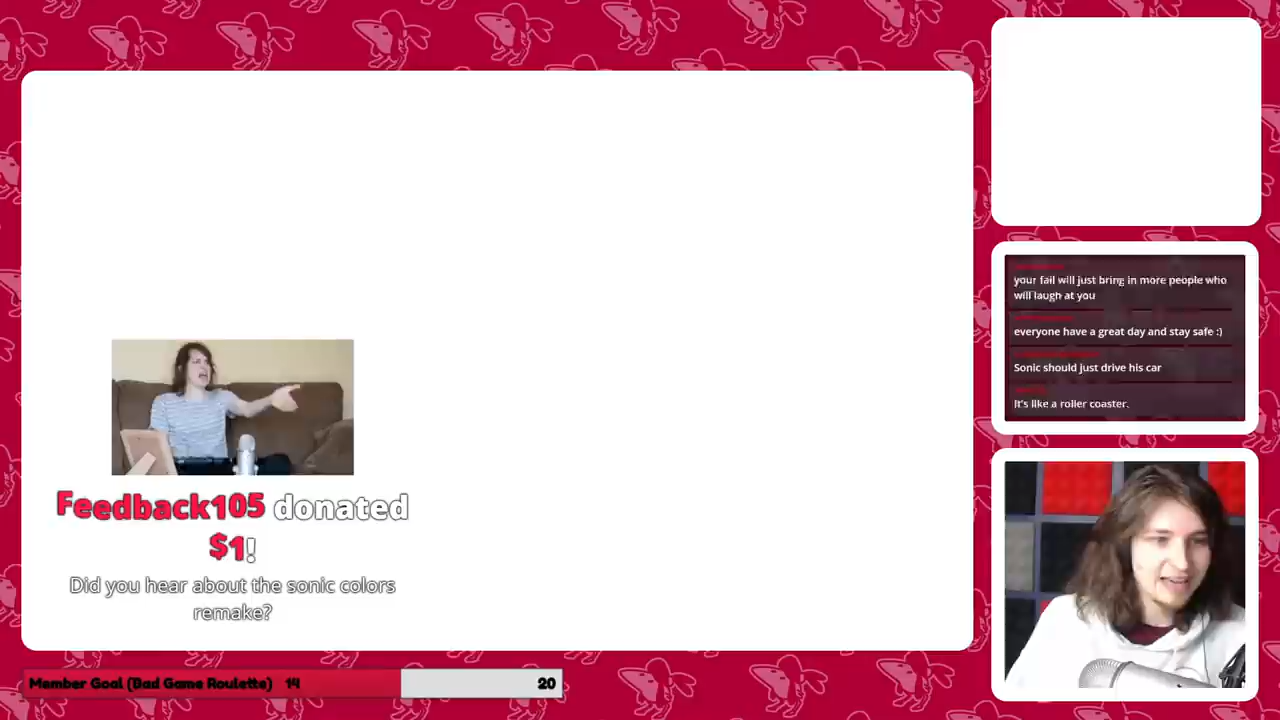 your fail will just bring in more people who
will laugh at you
everyone have a great day and stay safe :)
Sonic should just drive his car
It's like a roller coaster.
Feedback105 donated
$1!
Did you hear about the sonic colors
remake?
Member Goal (Bad Game Roulette) 14 20